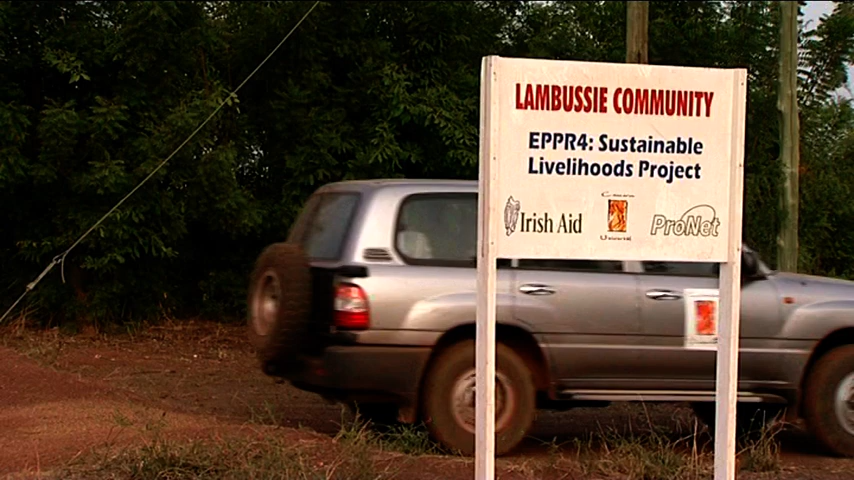 LAMBUSSIE COMMUNITY
EPPR4: Sustainable
Livelihoods Project
Irish Aid
ProNet